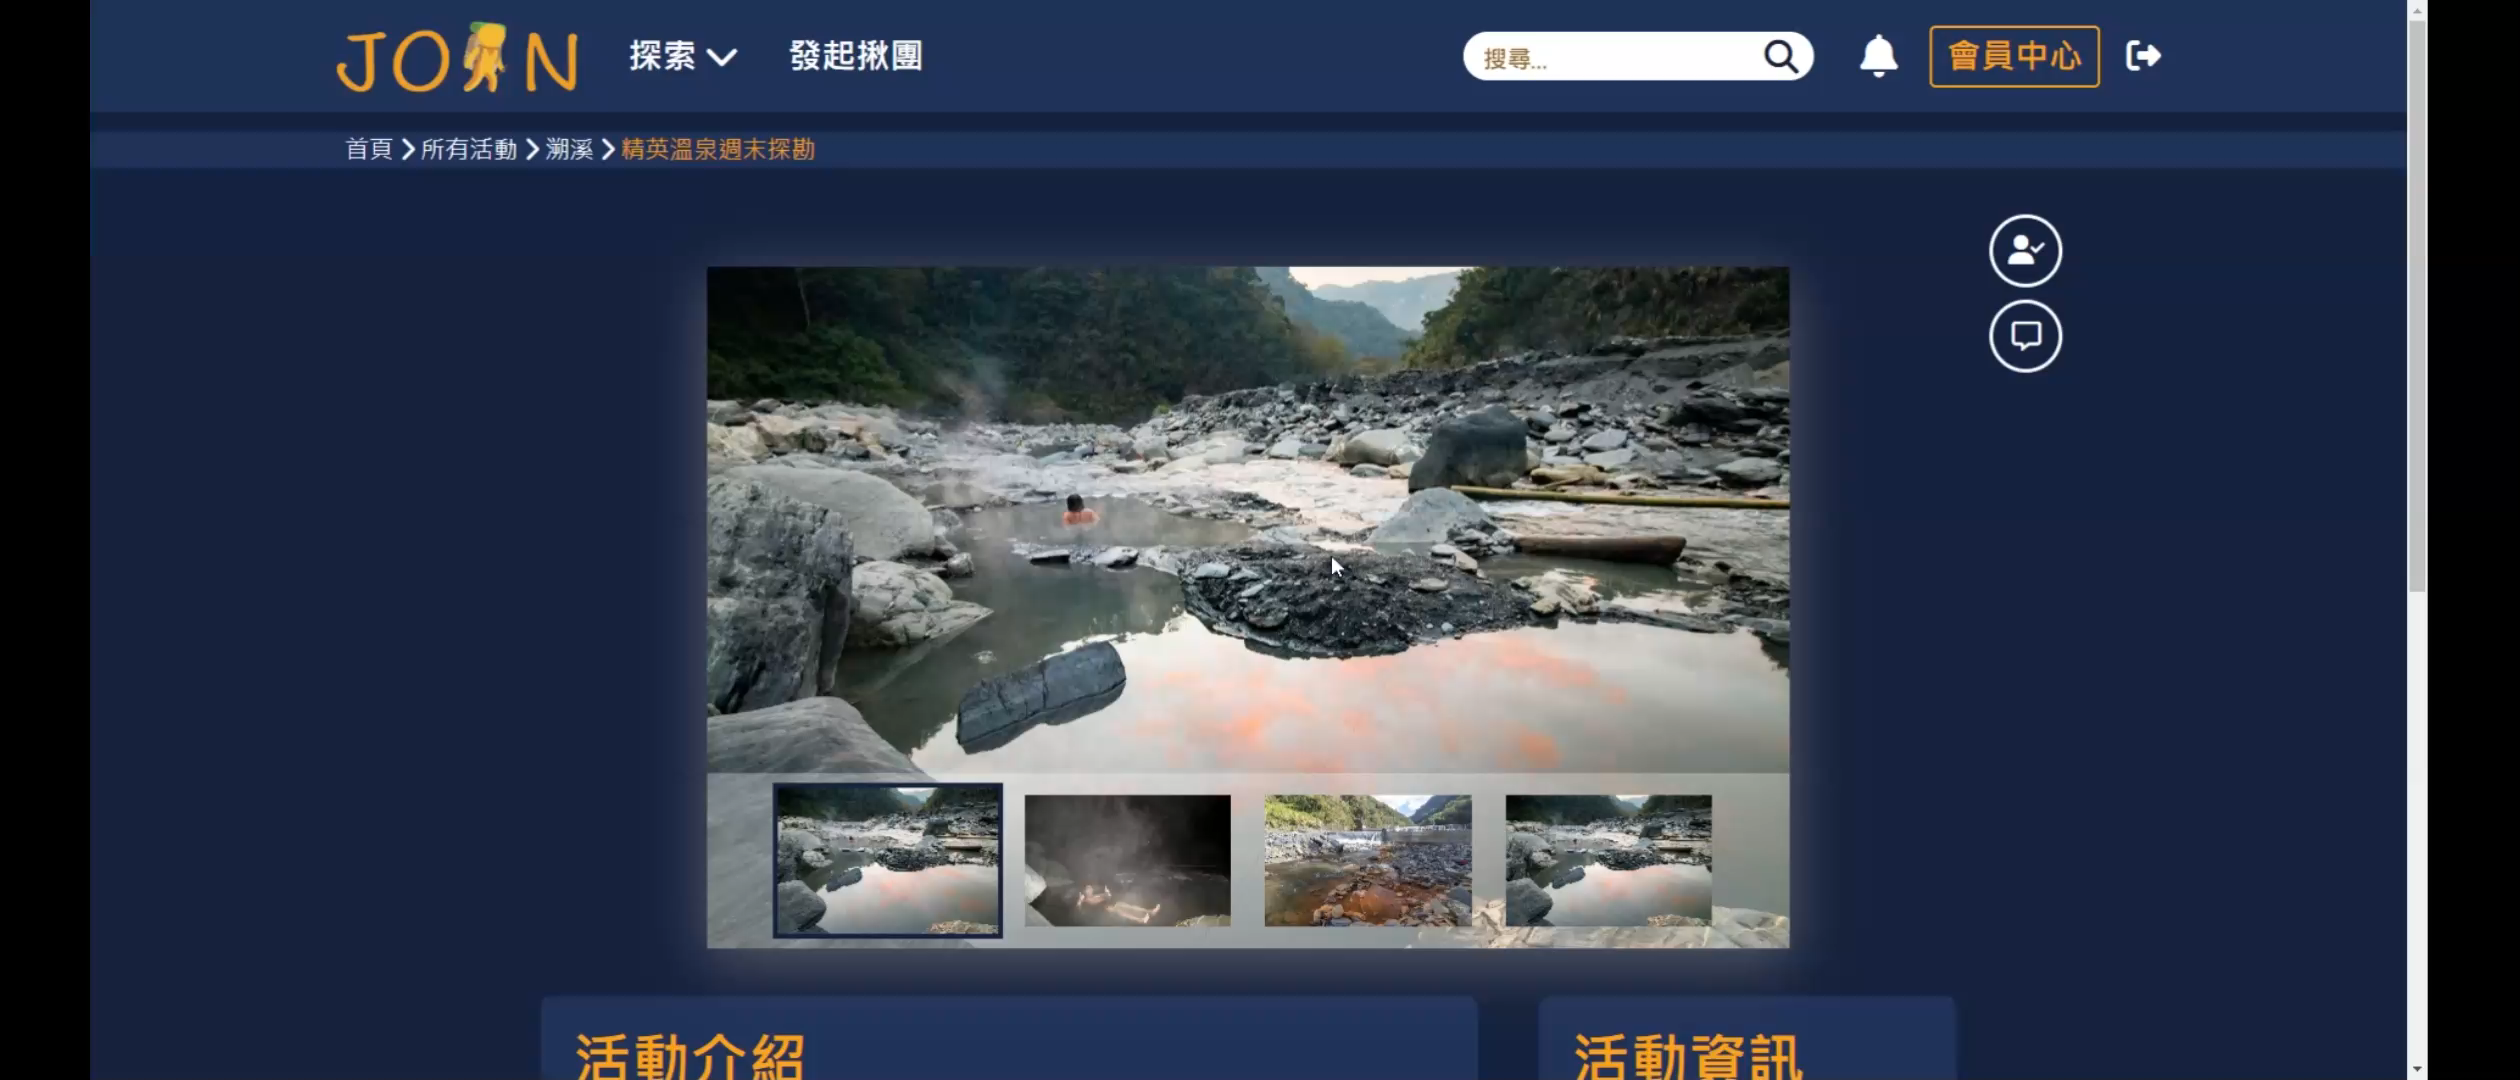 JOIN
探索
發起揪團
搜尋...
會員中心
首頁
所有活動
溯溪
精英溫泉週末探勘
活動介紹
活動資訊